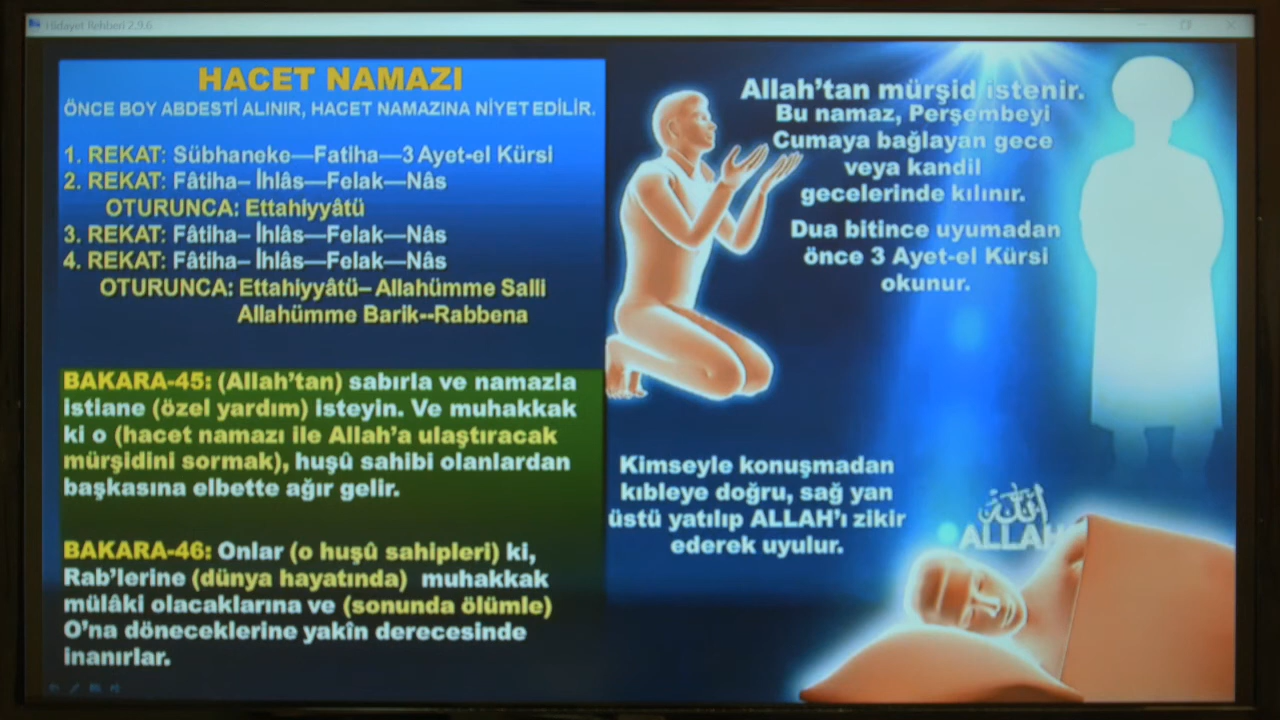 Hidayet Rehberi 2.9.6
HACET NAMAZI
ÖNCE BOY ABDESTİ ALINIR, HACET NAMAZINA NİYET EDİLİR.
1. REKAT: Sübhaneke—Fatiha—3 Ayet-el Kürsi
2. REKAT: Fâtiha– İhlâs—Felak—Nâs
OTURUNCA: Ettahiyyâtü
3. REKAT: Fâtiha– İhlâs—Felak—Nâs
4. REKAT: Fâtiha– İhlâs—Felak—Nâs
OTURUNCA: Ettahiyyâtü– Allahümme Salli
Allahümme Barik--Rabbena
BAKARA-45: (Allah’tan) sabırla ve namazla
istiane (özel yardım) isteyin. Ve muhakkak
ki o (hacet namazı ile Allah’a ulaştıracak
mürşidini sormak), huşû sahibi olanlardan
başkasına elbette ağır gelir.
BAKARA-46: Onlar (o huşû sahipleri) ki,
Rab’lerine (dünya hayatında) muhakkak
mülâki olacaklarına ve (sonunda ölümle)
O’na döneceklerine yakîn derecesinde
inanırlar.
Allah’tan mürşid istenir.
Bu namaz, Perşembeyi
Cumaya bağlayan gece
veya kandil
gecelerinde kılınır.
Dua bitince uyumadan
önce 3 Ayet-el Kürsi
okunur.
Kimseyle konuşmadan
kıbleye doğru, sağ yan
üstü yatılıp ALLAH’ı zikir
ederek uyulur.
الله
ALLAH